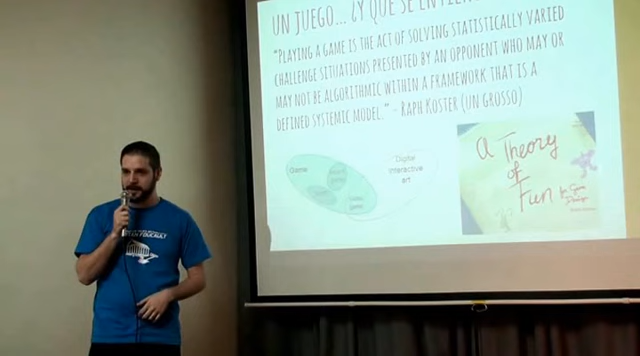 UN JUEGO... ¿Y QUÉ SE
"PLAYING A GAME IS THE ACT OF SOLVING STATISTICALLY VARIED
CHALLENGE SITUATIONS PRESENTED BY AN OPPONENT WHO MAY OR
MAY NOT BE ALGORITHMIC WITHIN A FRAMEWORK THAT IS A
DEFINED SYSTEMIC MODEL." - RAPH KOSTER (UN GROSSO)
Game
Digital
interactive
art
A Theory
of
Fun
FOUCAULT